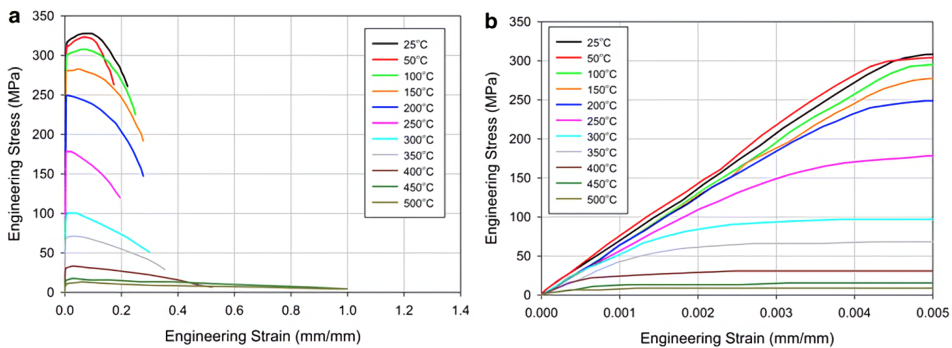 a
350
300
250
200
150
100
50
0
Engineering Stress (MPa)
25°C
50°C
100°C
150°C
200°C
250°C
300°C
350°C
400°C
450°C
500°C
0.0 0.2 0.4 0.6 0.8 1.0 1.2 1.4
Engineering Strain (mm/mm)
b
350
300
250
200
150
100
50
0
Engineering Stress (MPa)
25°C
50°C
100°C
150°C
200°C
250°C
300°C
350°C
400°C
450°C
500°C
0.000 0.001 0.002 0.003 0.004 0.005
Engineering Strain (mm/mm)